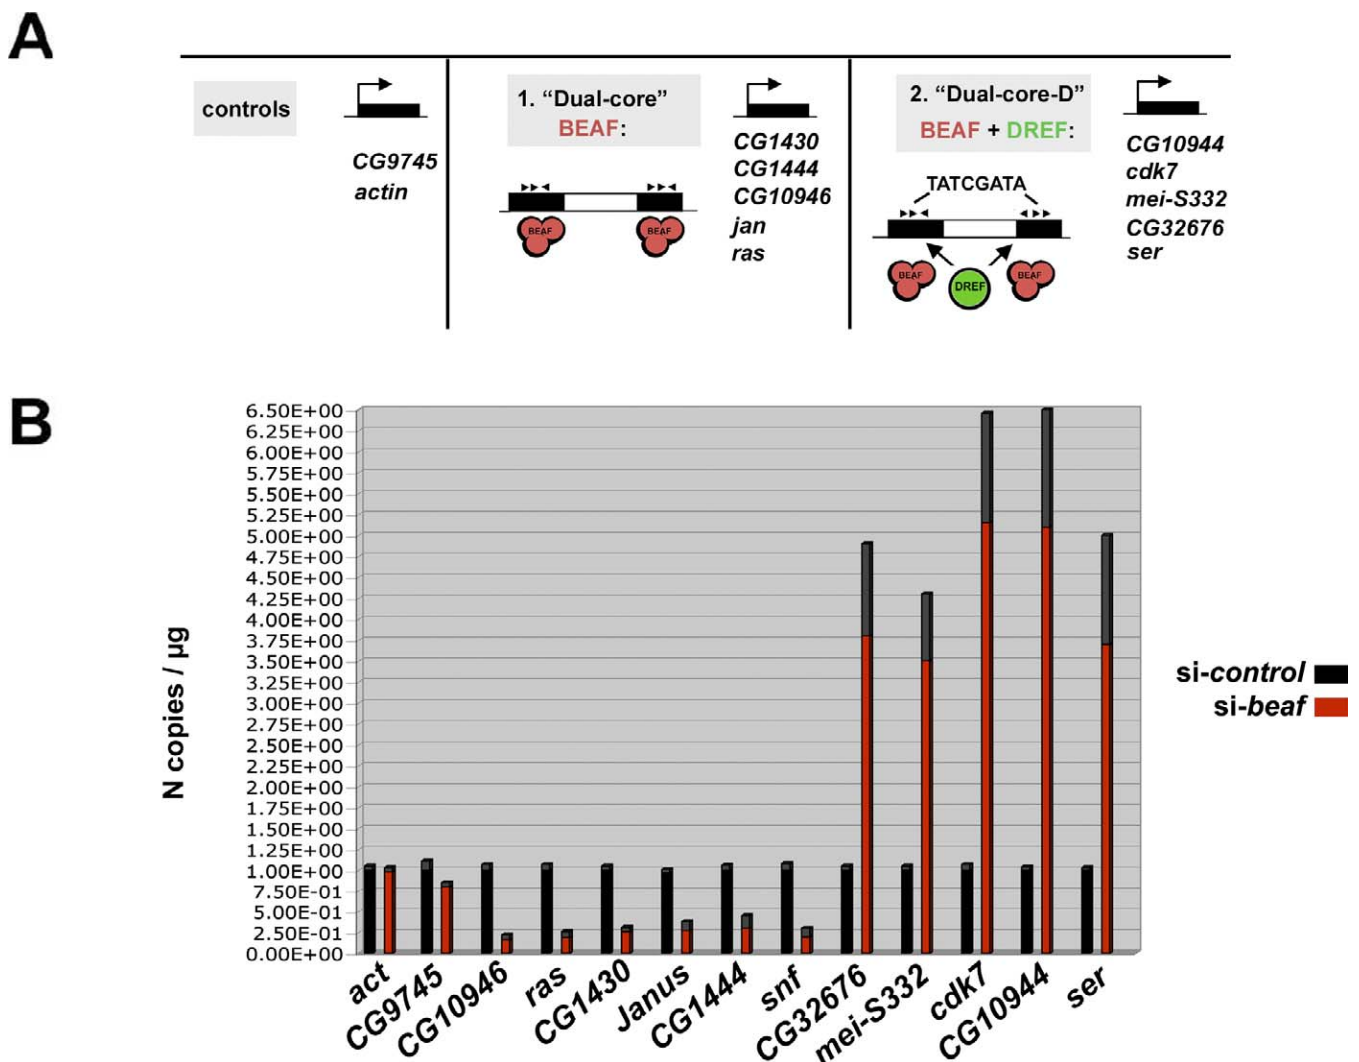 A
controls
CG9745
actin
1. “Dual-core”
BEAF:
BEAF
BEAF
CG1430
CG1444
CG10946
jan
ras
2. “Dual-core-D”
BEAF + DREF:
TATCGATA
BEAF
DREF
BEAF
CG10944
cdk7
mei-S332
CG32676
ser
B
N copies / µg
6.50E+00
6.25E+00
6.00E+00
5.75E+00
5.50E+00
5.25E+00
5.00E+00
4.75E+00
4.50E+00
4.25E+00
4.00E+00
3.75E+00
3.50E+00
3.25E+00
3.00E+00
2.75E+00
2.50E+00
2.25E+00
2.00E+00
1.75E+00
1.50E+00
1.25E+00
1.00E+00
7.50E-01
5.00E-01
2.50E-01
0.00E+00
act
CG9745
CG10946
ras
CG1430
Janus
CG1444
snf
CG32676
mei-S332
cdk7
CG10944
ser
si-control
si-beaf